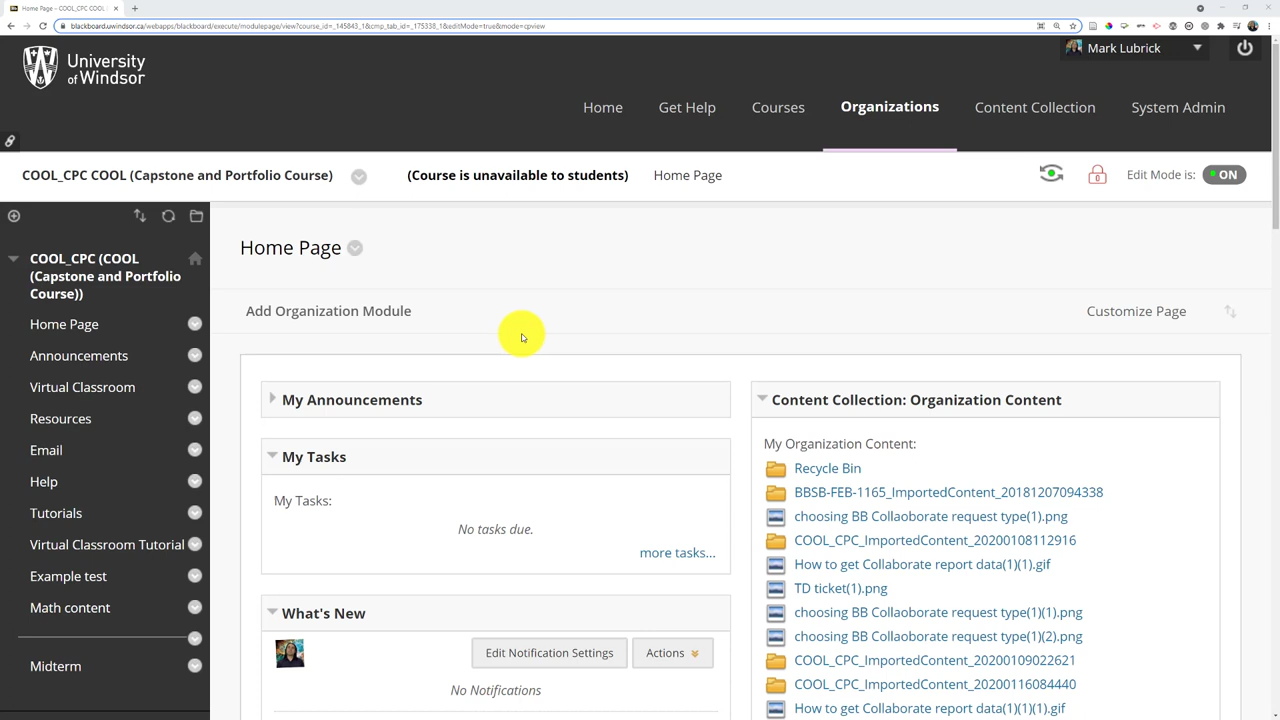 Home Page – COOL_CPC COOL
blackboard.uwindsor.ca/webapps/blackboard/execute/modulepage/view?course_id=_145843_1&cmp_tab_id=_175338_1&editMode=true&mode=cpview
University
of Windsor
Mark Lubrick
Home
Get Help
Courses
Organizations
Content Collection
System Admin
COOL_CPC COOL (Capstone and Portfolio Course)
(Course is unavailable to students)
Home Page
Edit Mode is:
ON
COOL_CPC (COOL
(Capstone and Portfolio
Course))
Home Page
Announcements
Virtual Classroom
Resources
Email
Help
Tutorials
Virtual Classroom Tutorial
Example test
Math content
Midterm
Home Page
Add Organization Module
Customize Page
My Announcements
My Tasks
My Tasks:
No tasks due.
more tasks...
What's New
Edit Notification Settings
Actions
No Notifications
Content Collection: Organization Content
My Organization Content:
Recycle Bin
BBSB-FEB-1165_ImportedContent_20181207094338
choosing BB Collaoborate request type(1).png
COOL_CPC_ImportedContent_20200108112916
How to get Collaborate report data(1)(1).gif
TD ticket(1).png
choosing BB Collaoborate request type(1)(1).png
choosing BB Collaoborate request type(1)(2).png
COOL_CPC_ImportedContent_20200109022621
COOL_CPC_ImportedContent_20200116084440
How to get Collaborate report data(1)(1)(1).gif